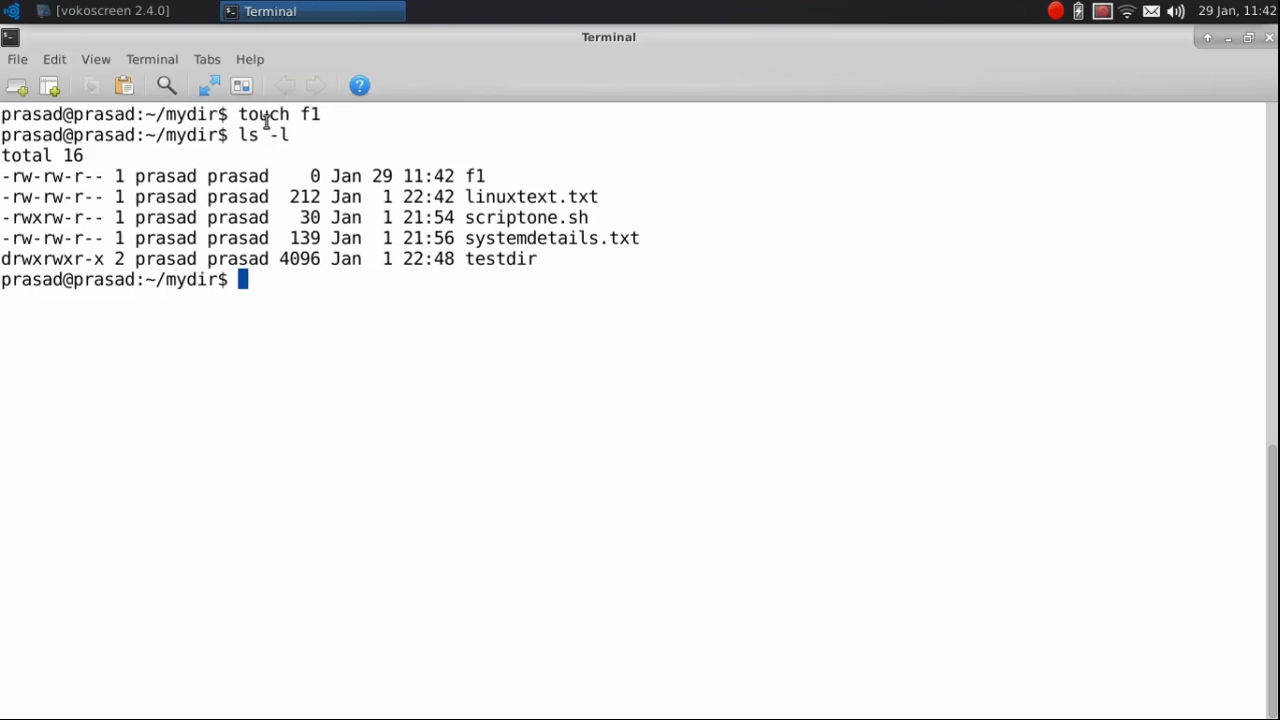 [vokoscreen 2.4.0]
Terminal
29 Jan, 11:42
Terminal
File Edit View Terminal Tabs Help
prasad@prasad:~/mydir$ touch f1
prasad@prasad:~/mydir$ ls -l
total 16
-rw-rw-r-- 1 prasad prasad    0 Jan 29 11:42 f1
-rw-rw-r-- 1 prasad prasad  212 Jan  1 22:42 linuxtext.txt
-rwxrw-r-- 1 prasad prasad   30 Jan  1 21:54 scriptone.sh
-rw-rw-r-- 1 prasad prasad  139 Jan  1 21:56 systemdetails.txt
drwxrwxr-x 2 prasad prasad 4096 Jan  1 22:48 testdir
prasad@prasad:~/mydir$